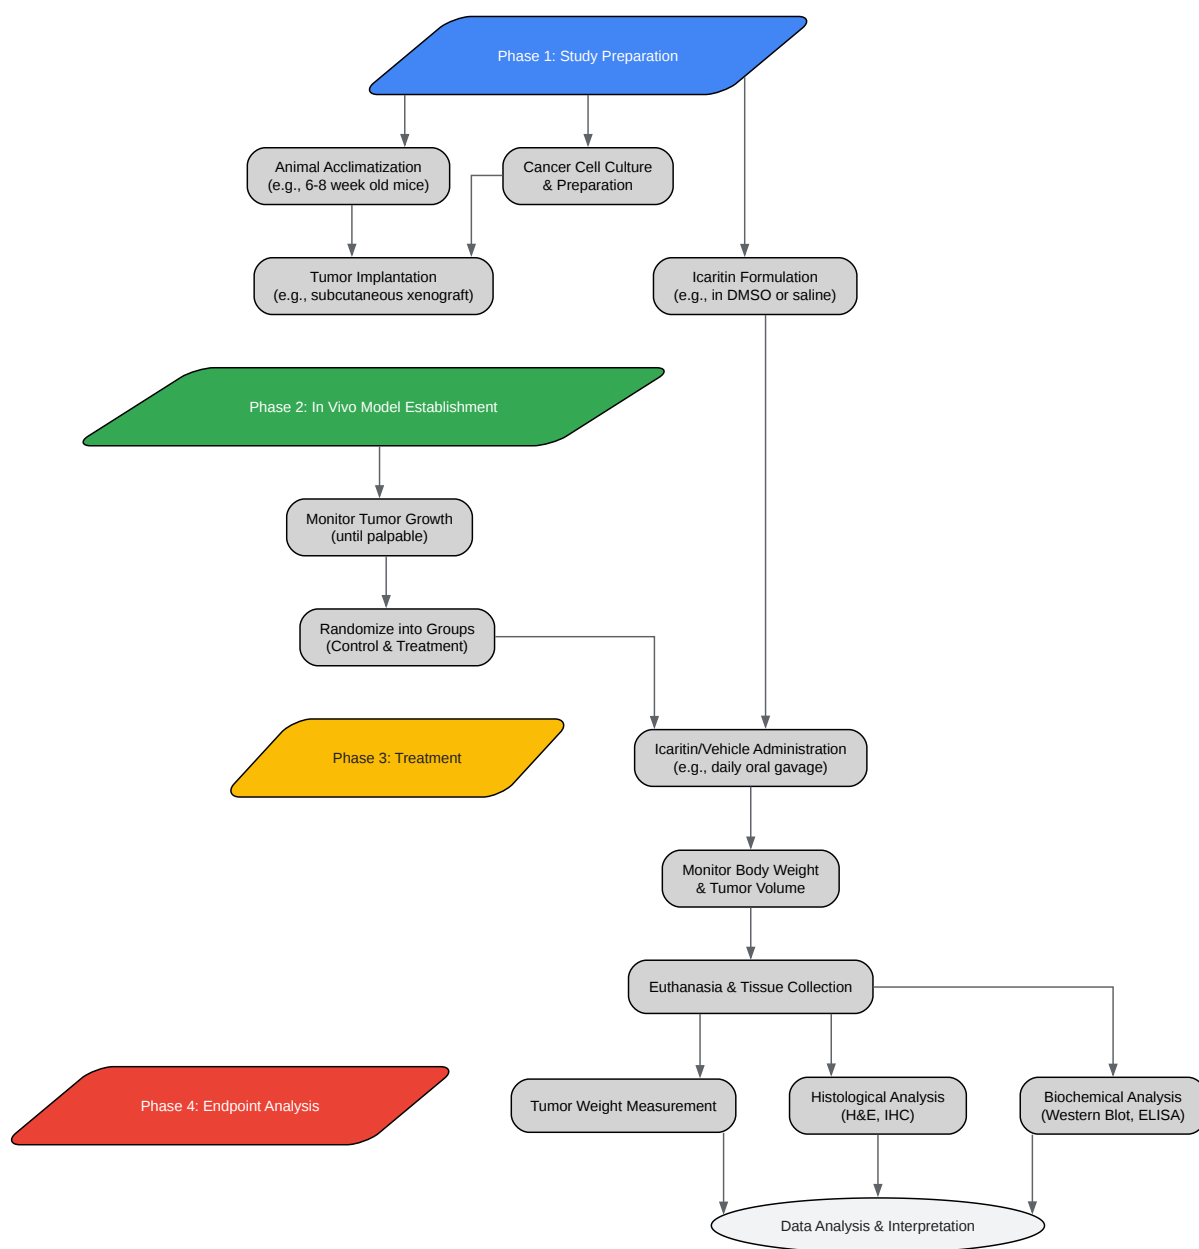 Phase 1: Study Preparation
Animal Acclimatization
(e.g., 6-8 week old mice)
Cancer Cell Culture
& Preparation
Tumor Implantation
(e.g., subcutaneous xenograft)
Icaritin Formulation
(e.g., in DMSO or saline)
Phase 2: In Vivo Model Establishment
Monitor Tumor Growth
(until palpable)
Randomize into Groups
(Control & Treatment)
Phase 3: Treatment
Icaritin/Vehicle Administration
(e.g., daily oral gavage)
Monitor Body Weight
& Tumor Volume
Euthanasia & Tissue Collection
Phase 4: Endpoint Analysis
Tumor Weight Measurement
Histological Analysis
(H&E, IHC)
Biochemical Analysis
(Western Blot, ELISA)
Data Analysis & Interpretation